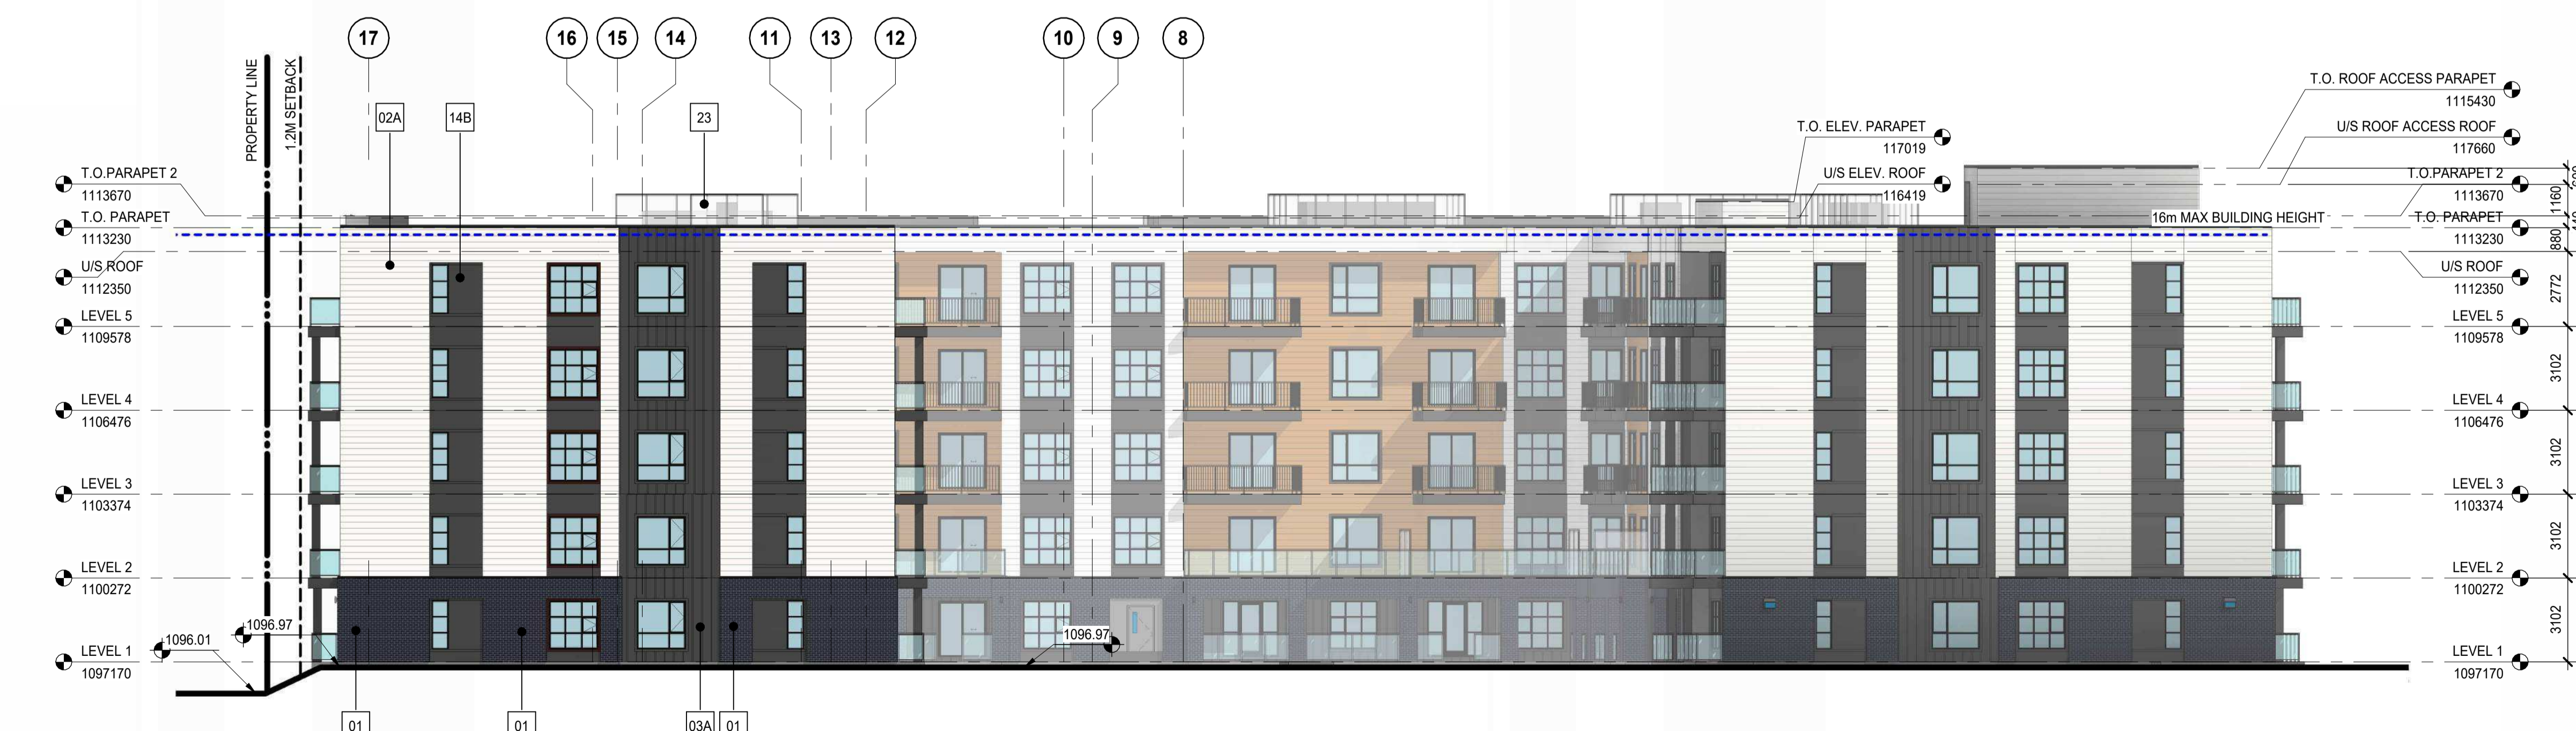 17
16
15
14
11
13
12
10
9
8
PROPERTY LINE
1.2M SETBACK
02A
14B
23
T.O.PARAPET 2
1113670
T.O. PARAPET
1113230
U/S ROOF
1112350
LEVEL 5
1109578
LEVEL 4
1106476
LEVEL 3
1103374
LEVEL 2
1100272
1096.97
1096.01
LEVEL 1
1097170
1096.97
01
01
03A
01
T.O. ELEV. PARAPET
117019
U/S ELEV. ROOF
116419
T.O. ROOF ACCESS PARAPET
1115430
U/S ROOF ACCESS ROOF
117660
T.O.PARAPET 2
1113670
16m MAX BUILDING HEIGHT
T.O. PARAPET
1113230
U/S ROOF
1112350
LEVEL 5
1109578
LEVEL 4
1106476
LEVEL 3
1103374
LEVEL 2
1100272
LEVEL 1
1097170
1160
880
2772
3102
3102
3102
3102